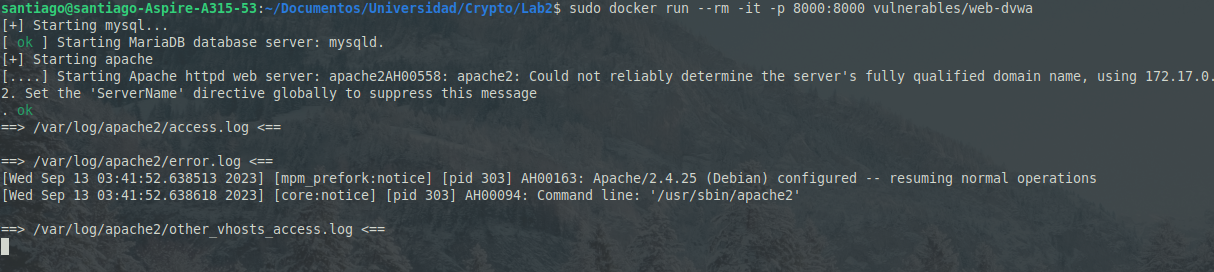 santiago@santiago-Aspire-A315-53:~/Documentos/Universidad/Crypto/Lab2$ sudo docker run --rm -it -p 8000:8000 vulnerables/web-dvwa
[+] Starting mysql...
[ ok ] Starting MariaDB database server: mysqld.
[+] Starting apache
[....] Starting Apache httpd web server: apache2AH00558: apache2: Could not reliably determine the server's fully qualified domain name, using 172.17.0.
2. Set the 'ServerName' directive globally to suppress this message
. ok
==> /var/log/apache2/access.log <==
==> /var/log/apache2/error.log <==
[Wed Sep 13 03:41:52.638513 2023] [mpm_prefork:notice] [pid 303] AH00163: Apache/2.4.25 (Debian) configured -- resuming normal operations
[Wed Sep 13 03:41:52.638618 2023] [core:notice] [pid 303] AH00094: Command line: '/usr/sbin/apache2'
==> /var/log/apache2/other_vhosts_access.log <==